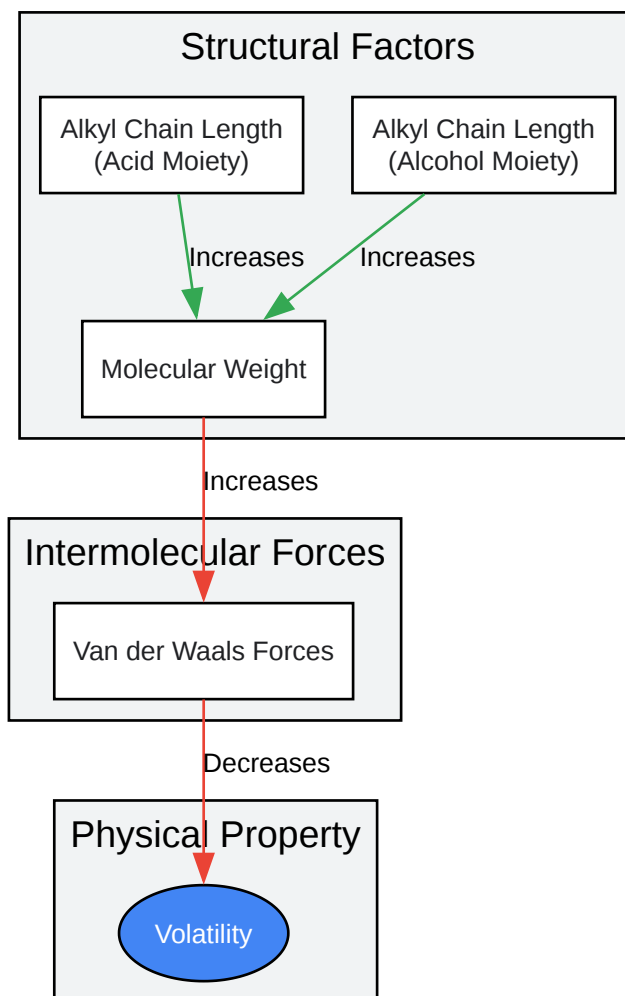 Structural Factors
Alkyl Chain Length
(Acid Moiety)
Alkyl Chain Length
(Alcohol Moiety)
Increases
Increases
Molecular Weight
Increases
Intermolecular Forces
Van der Waals Forces
Decreases
Physical Property
Volatility